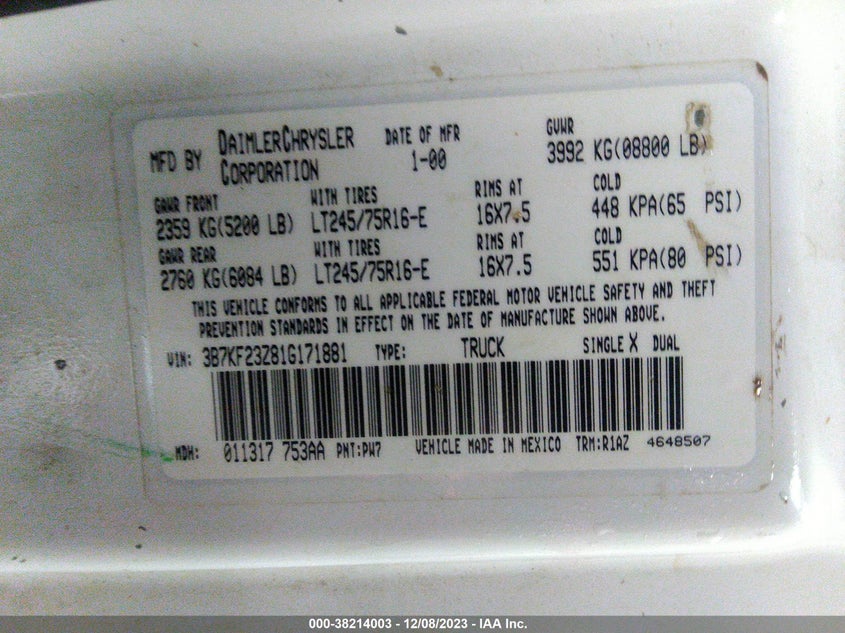 MFD BY DAIMLERCHRYSLER CORPORATION DATE OF MFR 1-00 GVWR 3992 KG(08800 LB)
GAWR FRONT WITH TIRES RIMS AT COLD
2359 KG(5200 LB) LT245/75R16-E 16X7.5 448 KPA(65 PSI)
GAWR REAR WITH TIRES RIMS AT COLD
2760 KG(6084 LB) LT245/75R16-E 16X7.5 551 KPA(80 PSI)
THIS VEHICLE CONFORMS TO ALL APPLICABLE FEDERAL MOTOR VEHICLE SAFETY AND THEFT
PREVENTION STANDARDS IN EFFECT ON THE DATE OF MANUFACTURE SHOWN ABOVE.
VIN: 3B7KF23Z81G171881 TYPE: TRUCK SINGLE X DUAL
MDH: 011317 753AA PNT:PW7 VEHICLE MADE IN MEXICO TRM:R1AZ 4648507
000-38214003 - 12/08/2023 - IAA Inc.